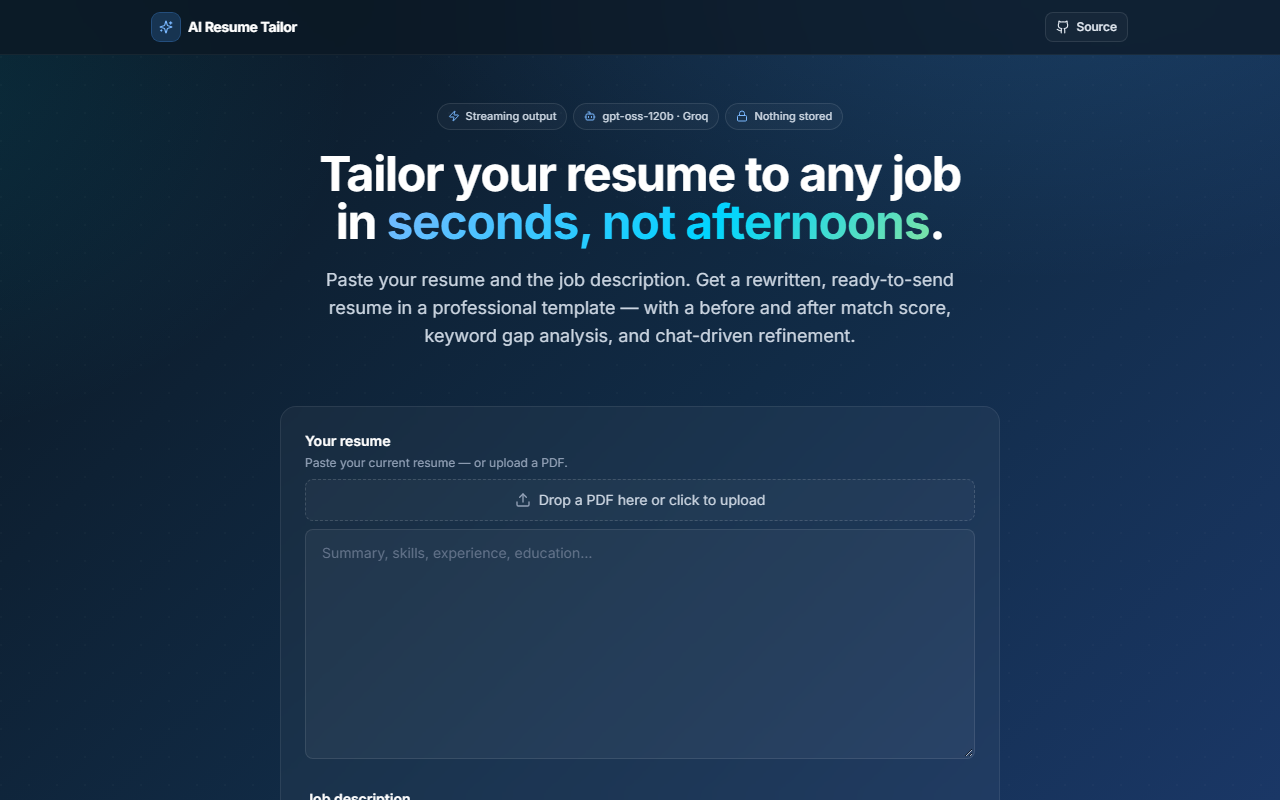 AI Resume Tailor
Source
Streaming output
gpt-oss-120b · Groq
Nothing stored
Tailor your resume to any job
in seconds, not afternoons.
Paste your resume and the job description. Get a rewritten, ready-to-send
resume in a professional template — with a before and after match score,
keyword gap analysis, and chat-driven refinement.
Your resume
Paste your current resume — or upload a PDF.
Drop a PDF here or click to upload
Summary, skills, experience, education...
Job description